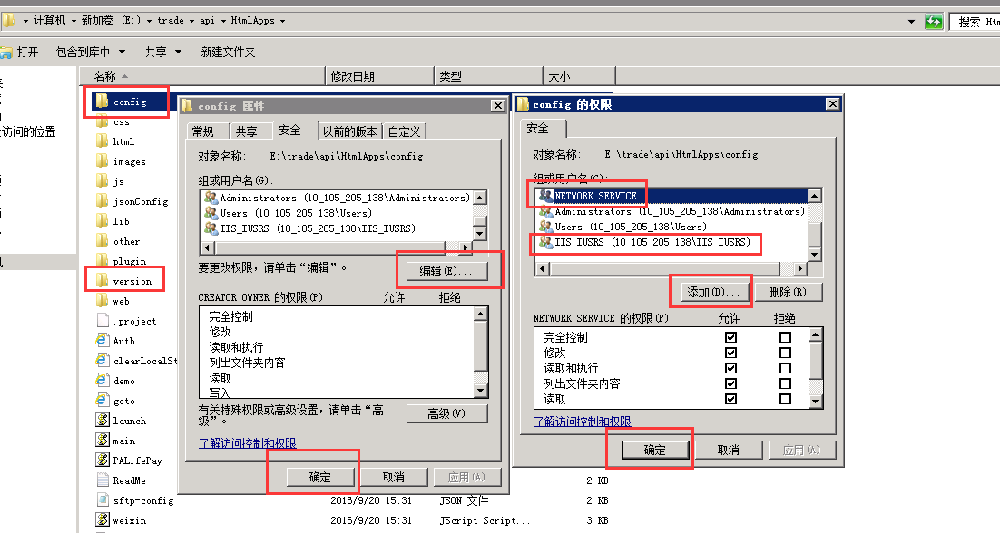 计算机 新加卷 (E:) trade api HtmlApps
搜索 Htm
打开 包含到库中 共享 新建文件夹
名称 修改日期 类型 大小
访问的位置
config
css
html
images
js
jsonConfig
lib
other
plugin
version
web
.project
Auth
clearLocalSt
demo
goto
launch
main
PALifePay
ReadMe
2 KB
sftp-config 2016/9/20 15:31 JSON 文件 2 KB
weixin 2016/9/20 15:31 JScript Script... 3 KB
config 属性
常规 共享 安全 以前的版本 自定义
对象名称: E:\trade\api\HtmlApps\config
组或用户名(G):
Administrators (10_105_205_138\Administrators)
Users (10_105_205_138\Users)
IIS_IUSRS (10_105_205_138\IIS_IUSRS)
要更改权限，请单击“编辑”。
编辑(E)...
CREATOR OWNER 的权限(P) 允许 拒绝
完全控制
修改
读取和执行
列出文件夹内容
读取
写入
有关特殊权限或高级设置，请单击“高
级”。
高级(V)
了解访问控制和权限
确定 取消 应用(A)
config 的权限
安全
对象名称: E:\trade\api\HtmlApps\config
组或用户名(G):
NETWORK SERVICE
Administrators (10_105_205_138\Administrators)
Users (10_105_205_138\Users)
IIS_IUSRS (10_105_205_138\IIS_IUSRS)
添加(D)... 删除(R)
NETWORK SERVICE 的权限(P) 允许 拒绝
完全控制
修改
读取和执行
列出文件夹内容
读取
了解访问控制和权限
确定 取消 应用(A)